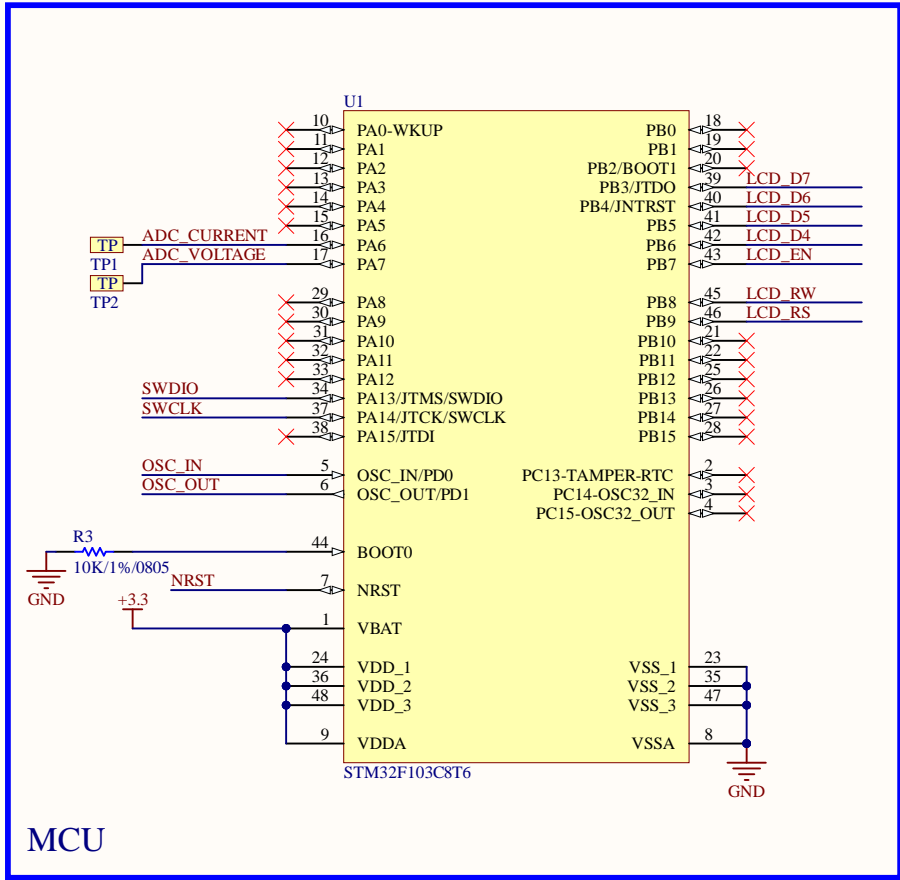 U1
10 PA0-WKUP PB0 18
11 PA1 PB1 19
12 PA2 PB2/BOOT1 20
13 PA3 PB3/JTDO 39 LCD_D7
14 PA4 PB4/JNTRST 40 LCD_D6
15 PA5 PB5 41 LCD_D5
TP ADC_CURRENT 16 PA6 PB6 42 LCD_D4
TP1 ADC_VOLTAGE 17 PA7 PB7 43 LCD_EN
TP
TP2
29 PA8 PB8 45 LCD_RW
30 PA9 PB9 46 LCD_RS
31 PA10 PB10 21
32 PA11 PB11 22
33 PA12 PB12 25
SWDIO 34 PA13/JTMS/SWDIO PB13 26
SWCLK 37 PA14/JTCK/SWCLK PB14 27
38 PA15/JTDI PB15 28
OSC_IN 5 OSC_IN/PD0 PC13-TAMPER-RTC 2
OSC_OUT 6 OSC_OUT/PD1 PC14-OSC32_IN 3
PC15-OSC32_OUT 4
R3
44 BOOT0
10K/1%/0805
GND
NRST 7 NRST
+3.3
1 VBAT
24 VDD_1 VSS_1 23
36 VDD_2 VSS_2 35
48 VDD_3 VSS_3 47
9 VDDA VSSA 8
STM32F103C8T6
GND
MCU